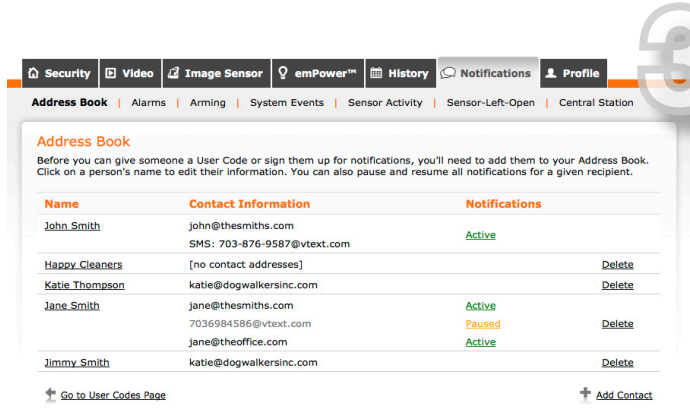 3
Security Video Image Sensor emPower™ History Notifications Profile
Address Book | Alarms | Arming | System Events | Sensor Activity | Sensor-Left-Open | Central Station
Address Book
Before you can give someone a User Code or sign them up for notifications, you'll need to add them to your Address Book.
Click on a person's name to edit their information. You can also pause and resume all notifications for a given recipient.
Name Contact Information Notifications
John Smith john@thesmiths.com
Active
SMS: 703-876-9587@vtext.com
Happy Cleaners [no contact addresses] Delete
Katie Thompson katie@dogwalkersinc.com Delete
Jane Smith jane@thesmiths.com Active
7036984586@vtext.com Paused Delete
jane@theoffice.com Active
Jimmy Smith katie@dogwalkersinc.com Delete
Go to User Codes Page Add Contact